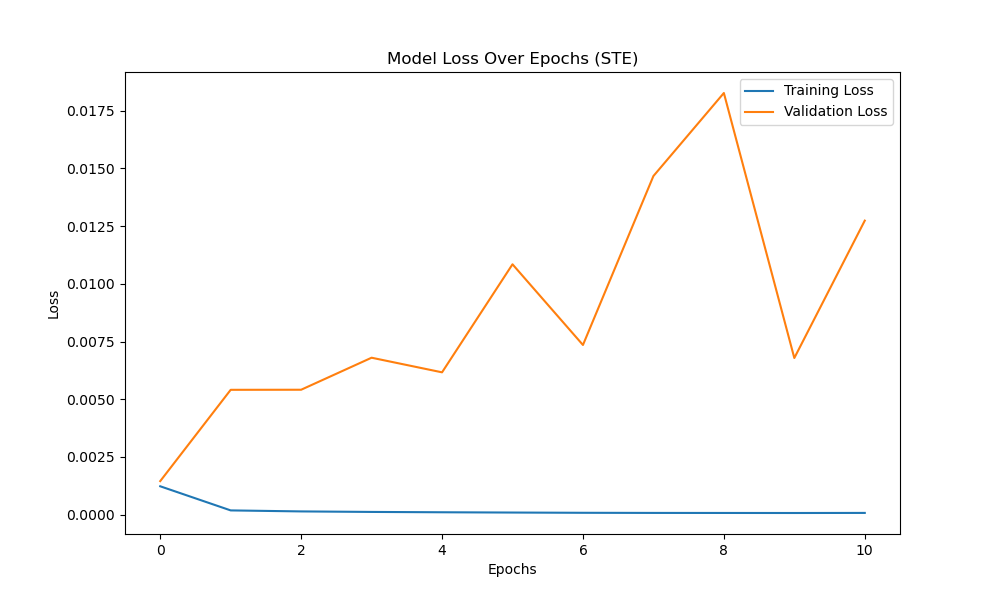 Model Loss Over Epochs (STE)
Training Loss
Validation Loss
0.0175
0.0150
0.0125
0.0100
0.0075
0.0050
0.0025
0.0000
Loss
0 2 4 6 8 10
Epochs